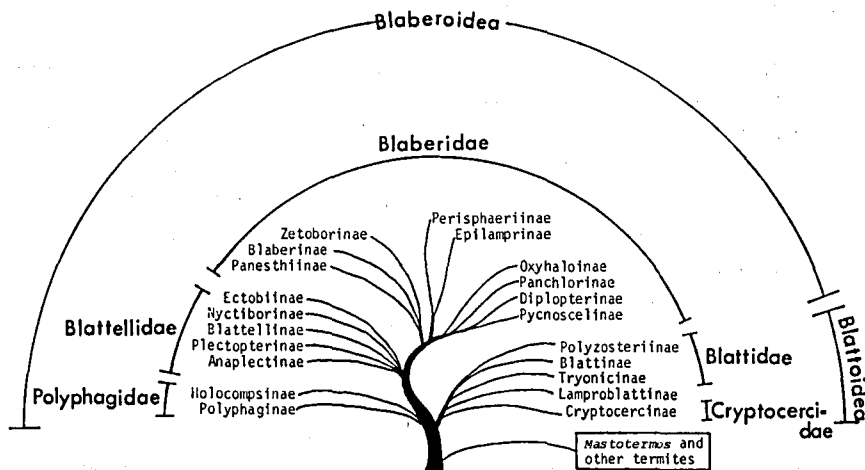 Blaberoidea
Blaberidae
Perisphaeriinae
Zetoborinae
Epilamprinae
Blaberinae
Panesthiinae
Oxyhaloinae
Panchlorinae
Diplopterinae
Pycnoscelinae
Ectobiinae
Nyctiborinae
Blattellinae
Plectopterinae
Anaplectinae
Blattellidae
Polyzosteriinae
Blattinae
Tryonicinae
Lamproblattinae
Cryptocercinae
Blattidae
Blattoidea
Polyphagidae
Holocompsinae
Polyphaginae
Cryptocerci-
dae
Mastotermos and
other termites